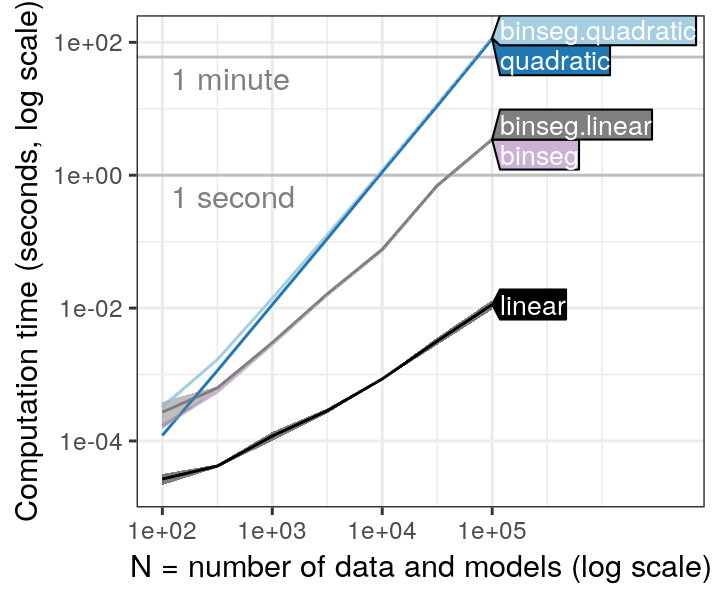 Computation time (seconds, log scale)
1e+02
1e+00
1e-02
1e-04
1 minute
1 second
binseg.quadratic
quadratic
binseg.linear
binseg
linear
1e+02 1e+03 1e+04 1e+05
N = number of data and models (log scale)